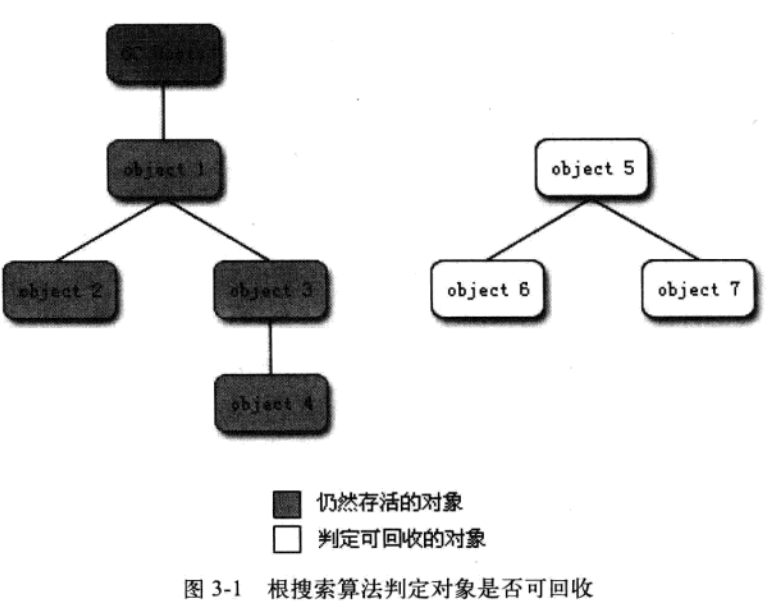 GC Roots
object 1
object 5
object 2
object 3
object 6
object 7
object 4
仍然存活的对象
判定可回收的对象
图 3-1 根搜索算法判定对象是否可回收